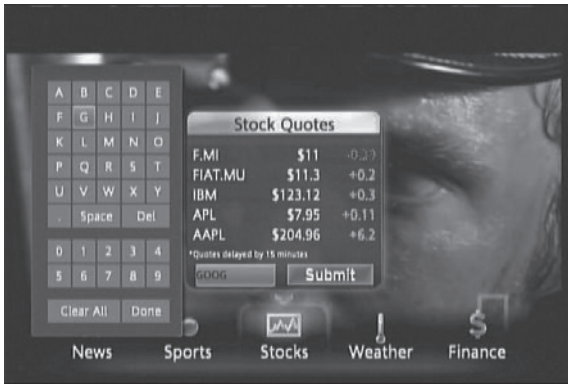 A B C D E
F G H I J
K L M N O
P Q R S T
U V W X Y
. Space Del
0 1 2 3 4
5 6 7 8 9
Clear All Done
Stock Quotes
F.MI $11
FIAT.MU $11.3 +0.2
IBM $123.12 +0.3
APL $7.95 +0.11
AAPL $204.96 +6.2
*Quotes delayed by 15 minutes
GOOG Submit
News Sports Stocks Weather Finance